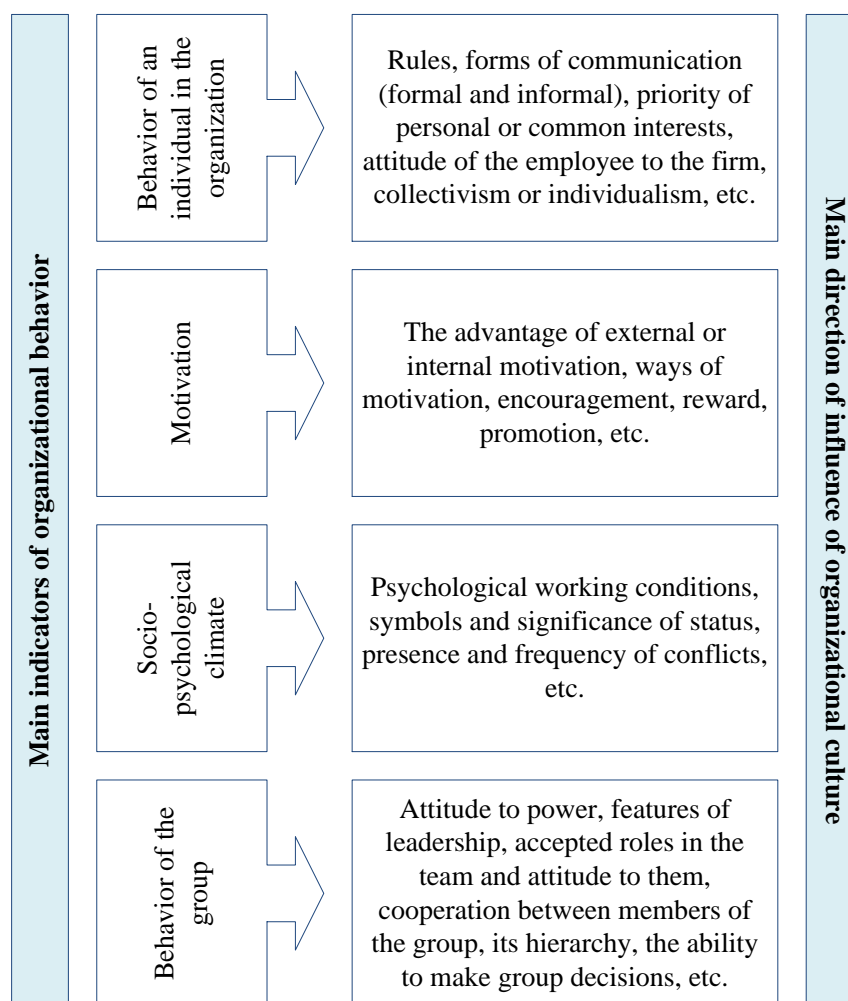 Main indicators of organizational behavior
Behavior of an
individual in the
organization
Rules, forms of communication
(formal and informal), priority of
personal or common interests,
attitude of the employee to the firm,
collectivism or individualism, etc.
Motivation
The advantage of external or
internal motivation, ways of
motivation, encouragement, reward,
promotion, etc.
Socio-
psychological
climate
Psychological working conditions,
symbols and significance of status,
presence and frequency of conflicts,
etc.
Behavior of the
group
Attitude to power, features of
leadership, accepted roles in the
team and attitude to them,
cooperation between members of
the group, its hierarchy, the ability
to make group decisions, etc.
Main direction of influence of organizational culture